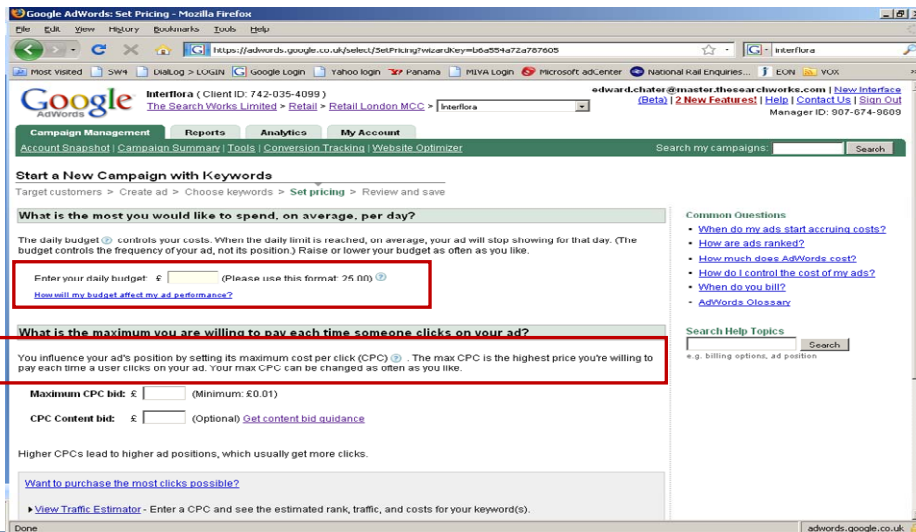 Google AdWords: Set Pricing - Mozilla Firefox
File Edit View History Bookmarks Tools Help
https://adwords.google.co.uk/select/SetPricing?wizardKey=b6a554a72a787605
G interflora
Most Visited SW4 DiaLog > LOGIN Google Login Yahoo login Panama MIVA Login Microsoft adCenter National Rail Enquiries... EON VOX
Google AdWords
Interflora ( Client ID: 742-035-4099 )
The Search Works Limited > Retail > Retail London MCC > Interflora
edward.chater@master.thesearchworks.com | New Interface
(Beta) | 2 New Features! | Help | Contact Us | Sign Out
Manager ID: 907-674-9609
Campaign Management Reports Analytics My Account
Account Snapshot | Campaign Summary | Tools | Conversion Tracking | Website Optimizer
Search my campaigns: Search
Start a New Campaign with Keywords
Target customers > Create ad > Choose keywords > Set pricing > Review and save
What is the most you would like to spend, on average, per day?
The daily budget ? controls your costs. When the daily limit is reached, on average, your ad will stop showing for that day. (The
budget controls the frequency of your ad, not its position.) Raise or lower your budget as often as you like.
Enter your daily budget: £ (Please use this format: 25.00) ?
How will my budget affect my ad performance?
What is the maximum you are willing to pay each time someone clicks on your ad?
You influence your ad's position by setting its maximum cost per click (CPC) ? . The max CPC is the highest price you're willing to
pay each time a user clicks on your ad. Your max CPC can be changed as often as you like.
Maximum CPC bid: £ (Minimum: £0.01)
CPC Content bid: £ (Optional) Get content bid guidance
Higher CPCs lead to higher ad positions, which usually get more clicks.
Want to purchase the most clicks possible?
View Traffic Estimator - Enter a CPC and see the estimated rank, traffic, and costs for your keyword(s).
Common Questions
When do my ads start accruing costs?
How are ads ranked?
How much does AdWords cost?
How do I control the cost of my ads?
When do you bill?
AdWords Glossary
Search Help Topics
Search
e.g. billing options, ad position
Done
adwords.google.co.uk